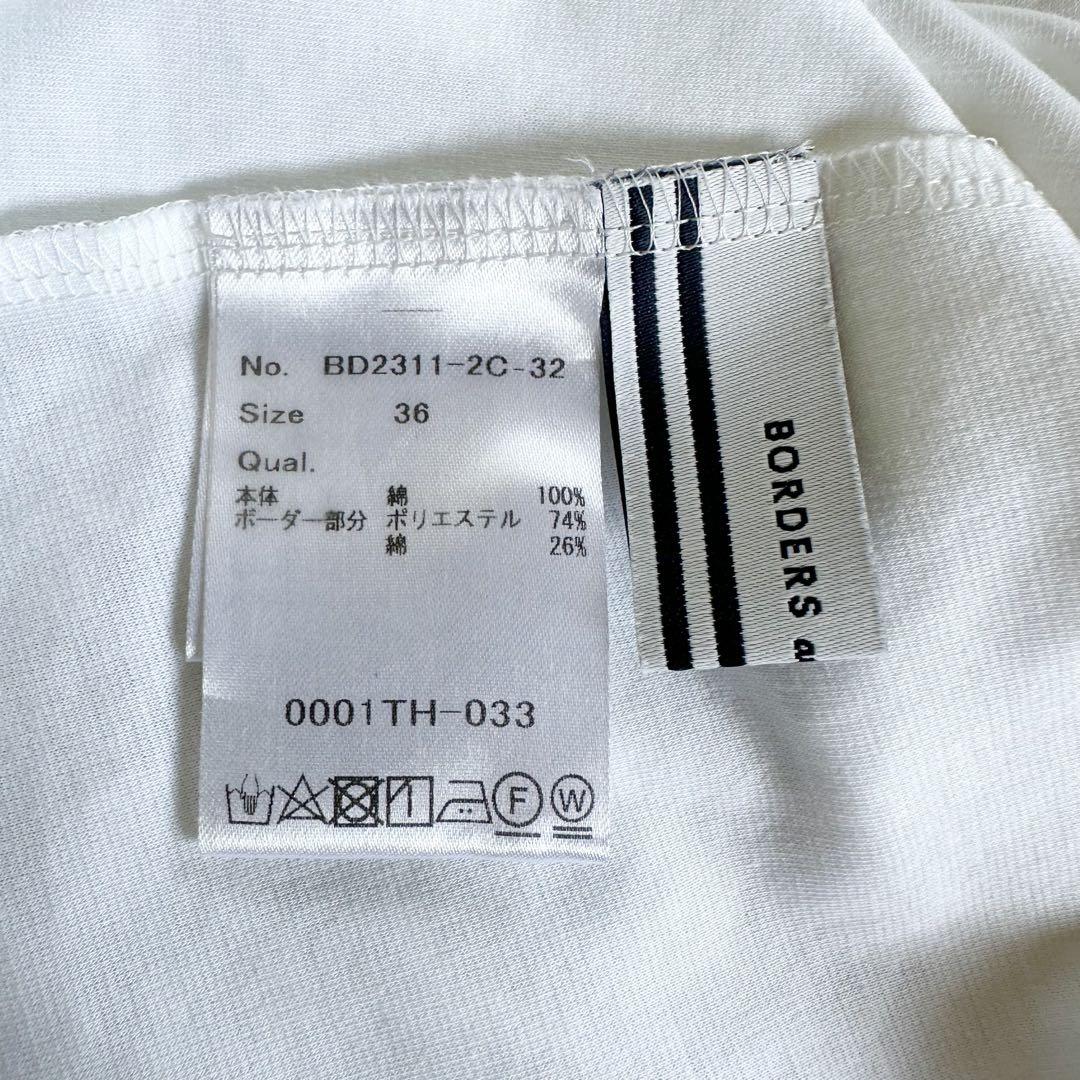 No. BD2311-2C-32
Size 36
Qual.
本体 綿 100%
ボーダー部分 ポリエステル 74%
綿 26%
0001TH-033
F W
BORDERS